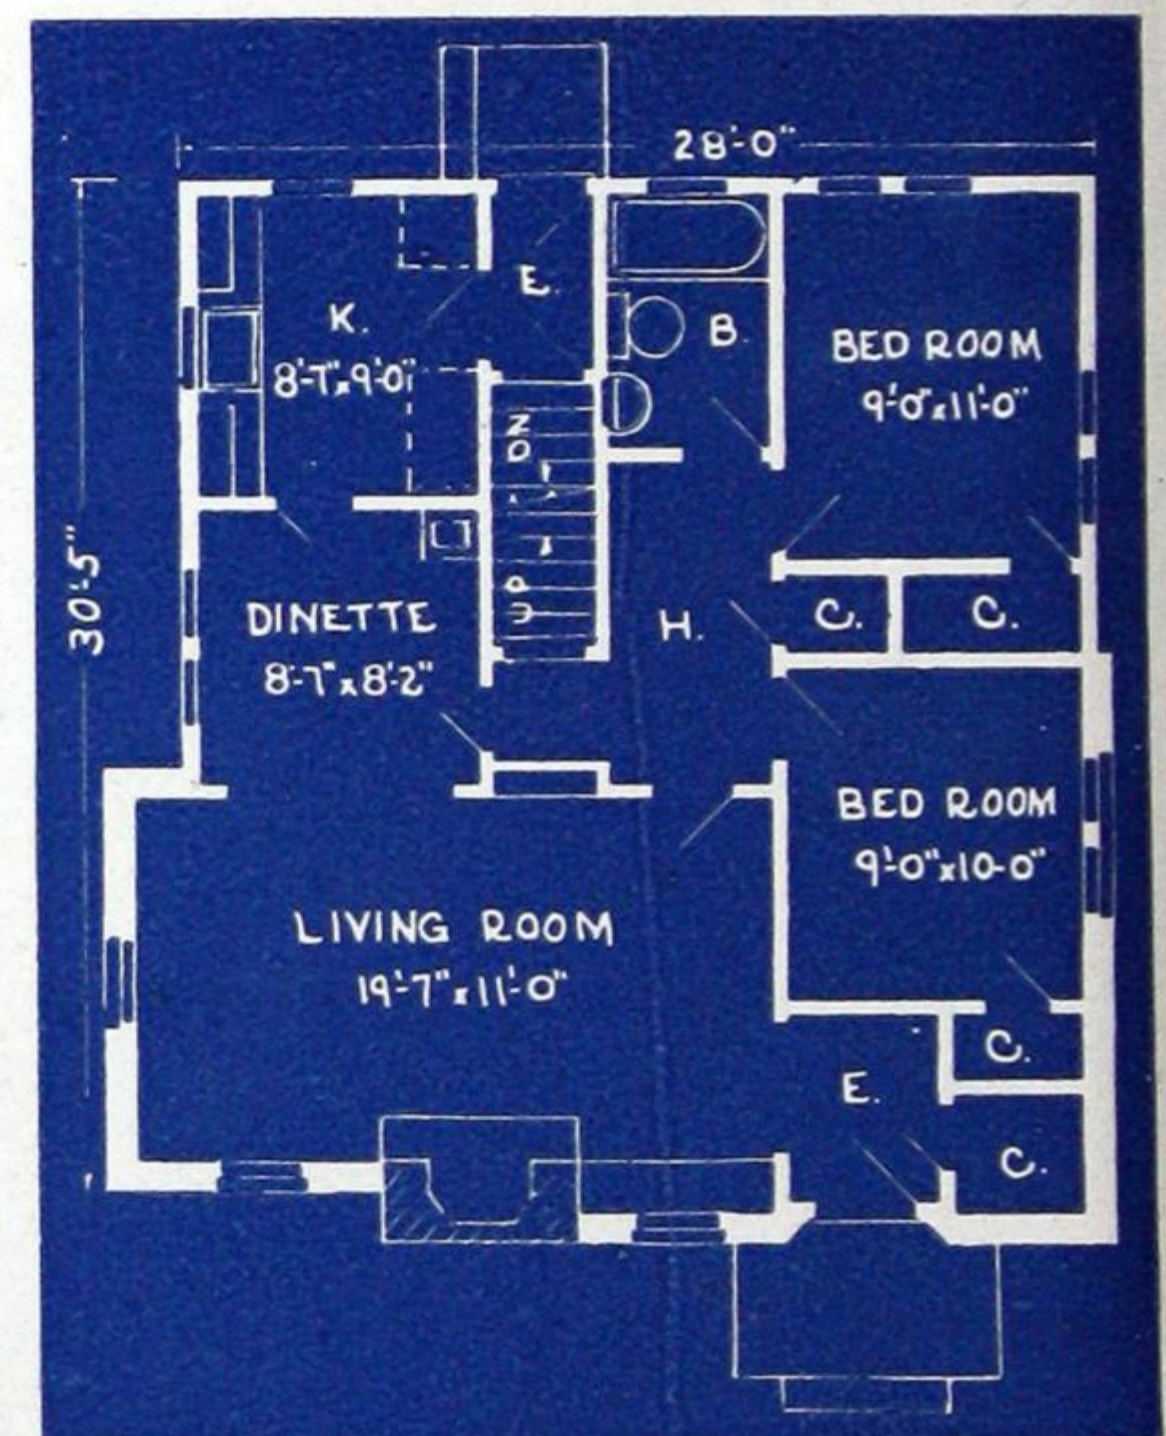 28'-0"
30'-5"
E.
K.
8'-7"x9'-0"
B.
BED ROOM
9'-0"x11'-0"
DN
UP
DINETTE
8'-7"x8'-2"
H.
C.
C.
BED ROOM
9'-0"x10-0"
LIVING ROOM
19'-7"x11'-0"
C.
E.
C.